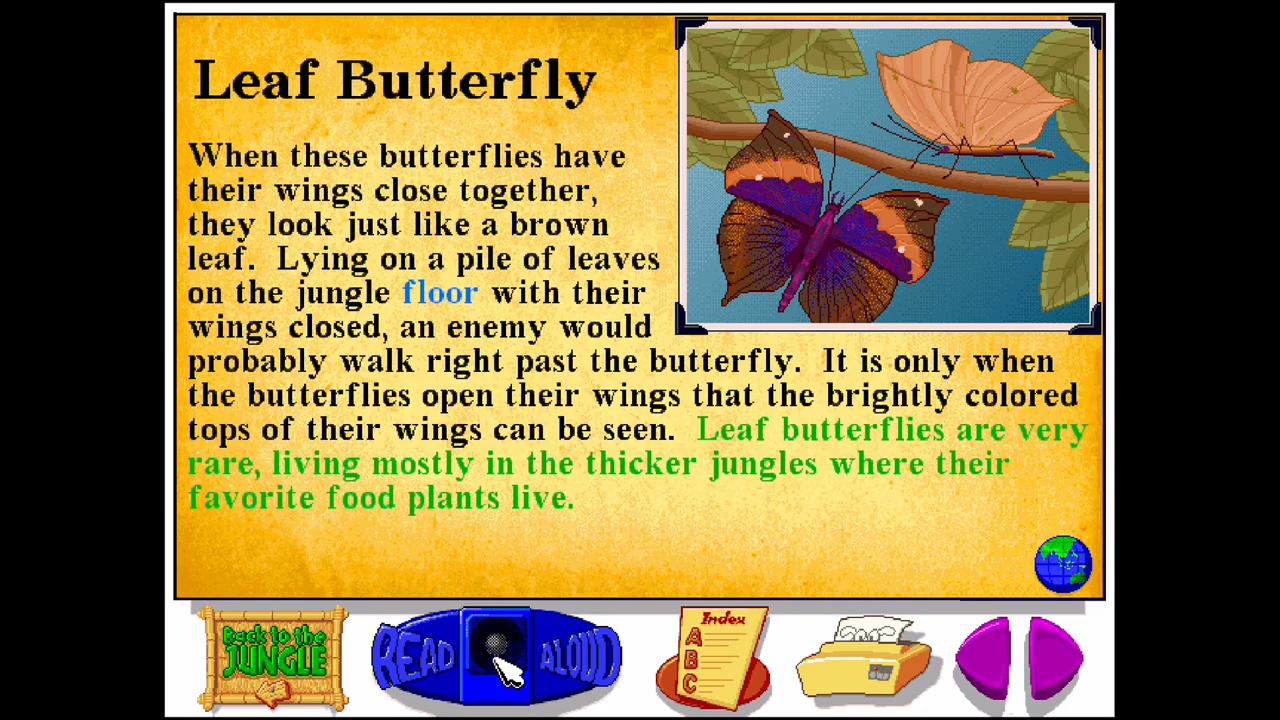 Leaf Butterfly
When these butterflies have
their wings close together,
they look just like a brown
leaf. Lying on a pile of leaves
on the jungle floor with their
wings closed, an enemy would
probably walk right past the butterfly. It is only when
the butterflies open their wings that the brightly colored
tops of their wings can be seen. Leaf butterflies are very
rare, living mostly in the thicker jungles where their
favorite food plants live.
Back to the
JUNGLE
READ ALOUD
Index
A
B
C